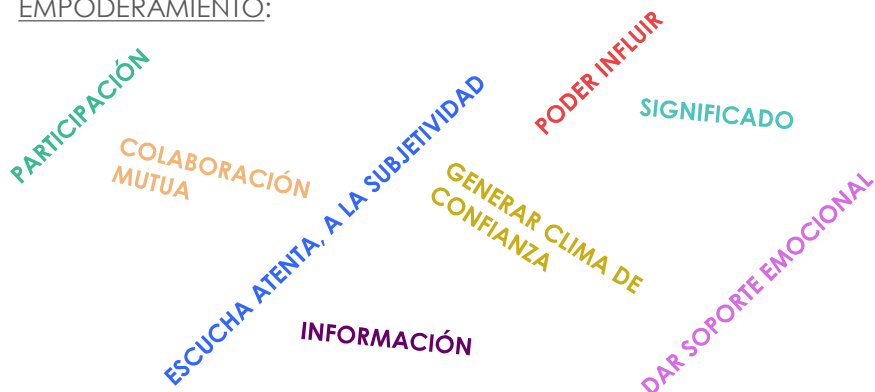 EMPODERAMIENTO:
PARTICIPACIÓN
COLABORACIÓN
MUTUA
ESCUCHA ATENTA, A LA SUBJETIVIDAD
PODER INFLUIR
SIGNIFICADO
GENERAR CLIMA DE
CONFIANZA
INFORMACIÓN
DAR SOPORTE EMOCIONAL